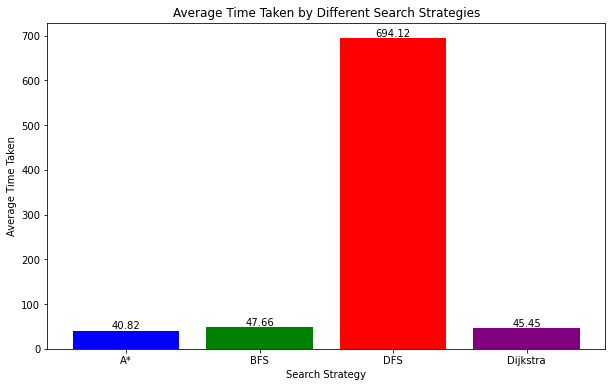 Average Time Taken by Different Search Strategies
700
600
500
400
300
200
100
0
Average Time Taken
40.82
47.66
694.12
45.45
A*
BFS
DFS
Dijkstra
Search Strategy